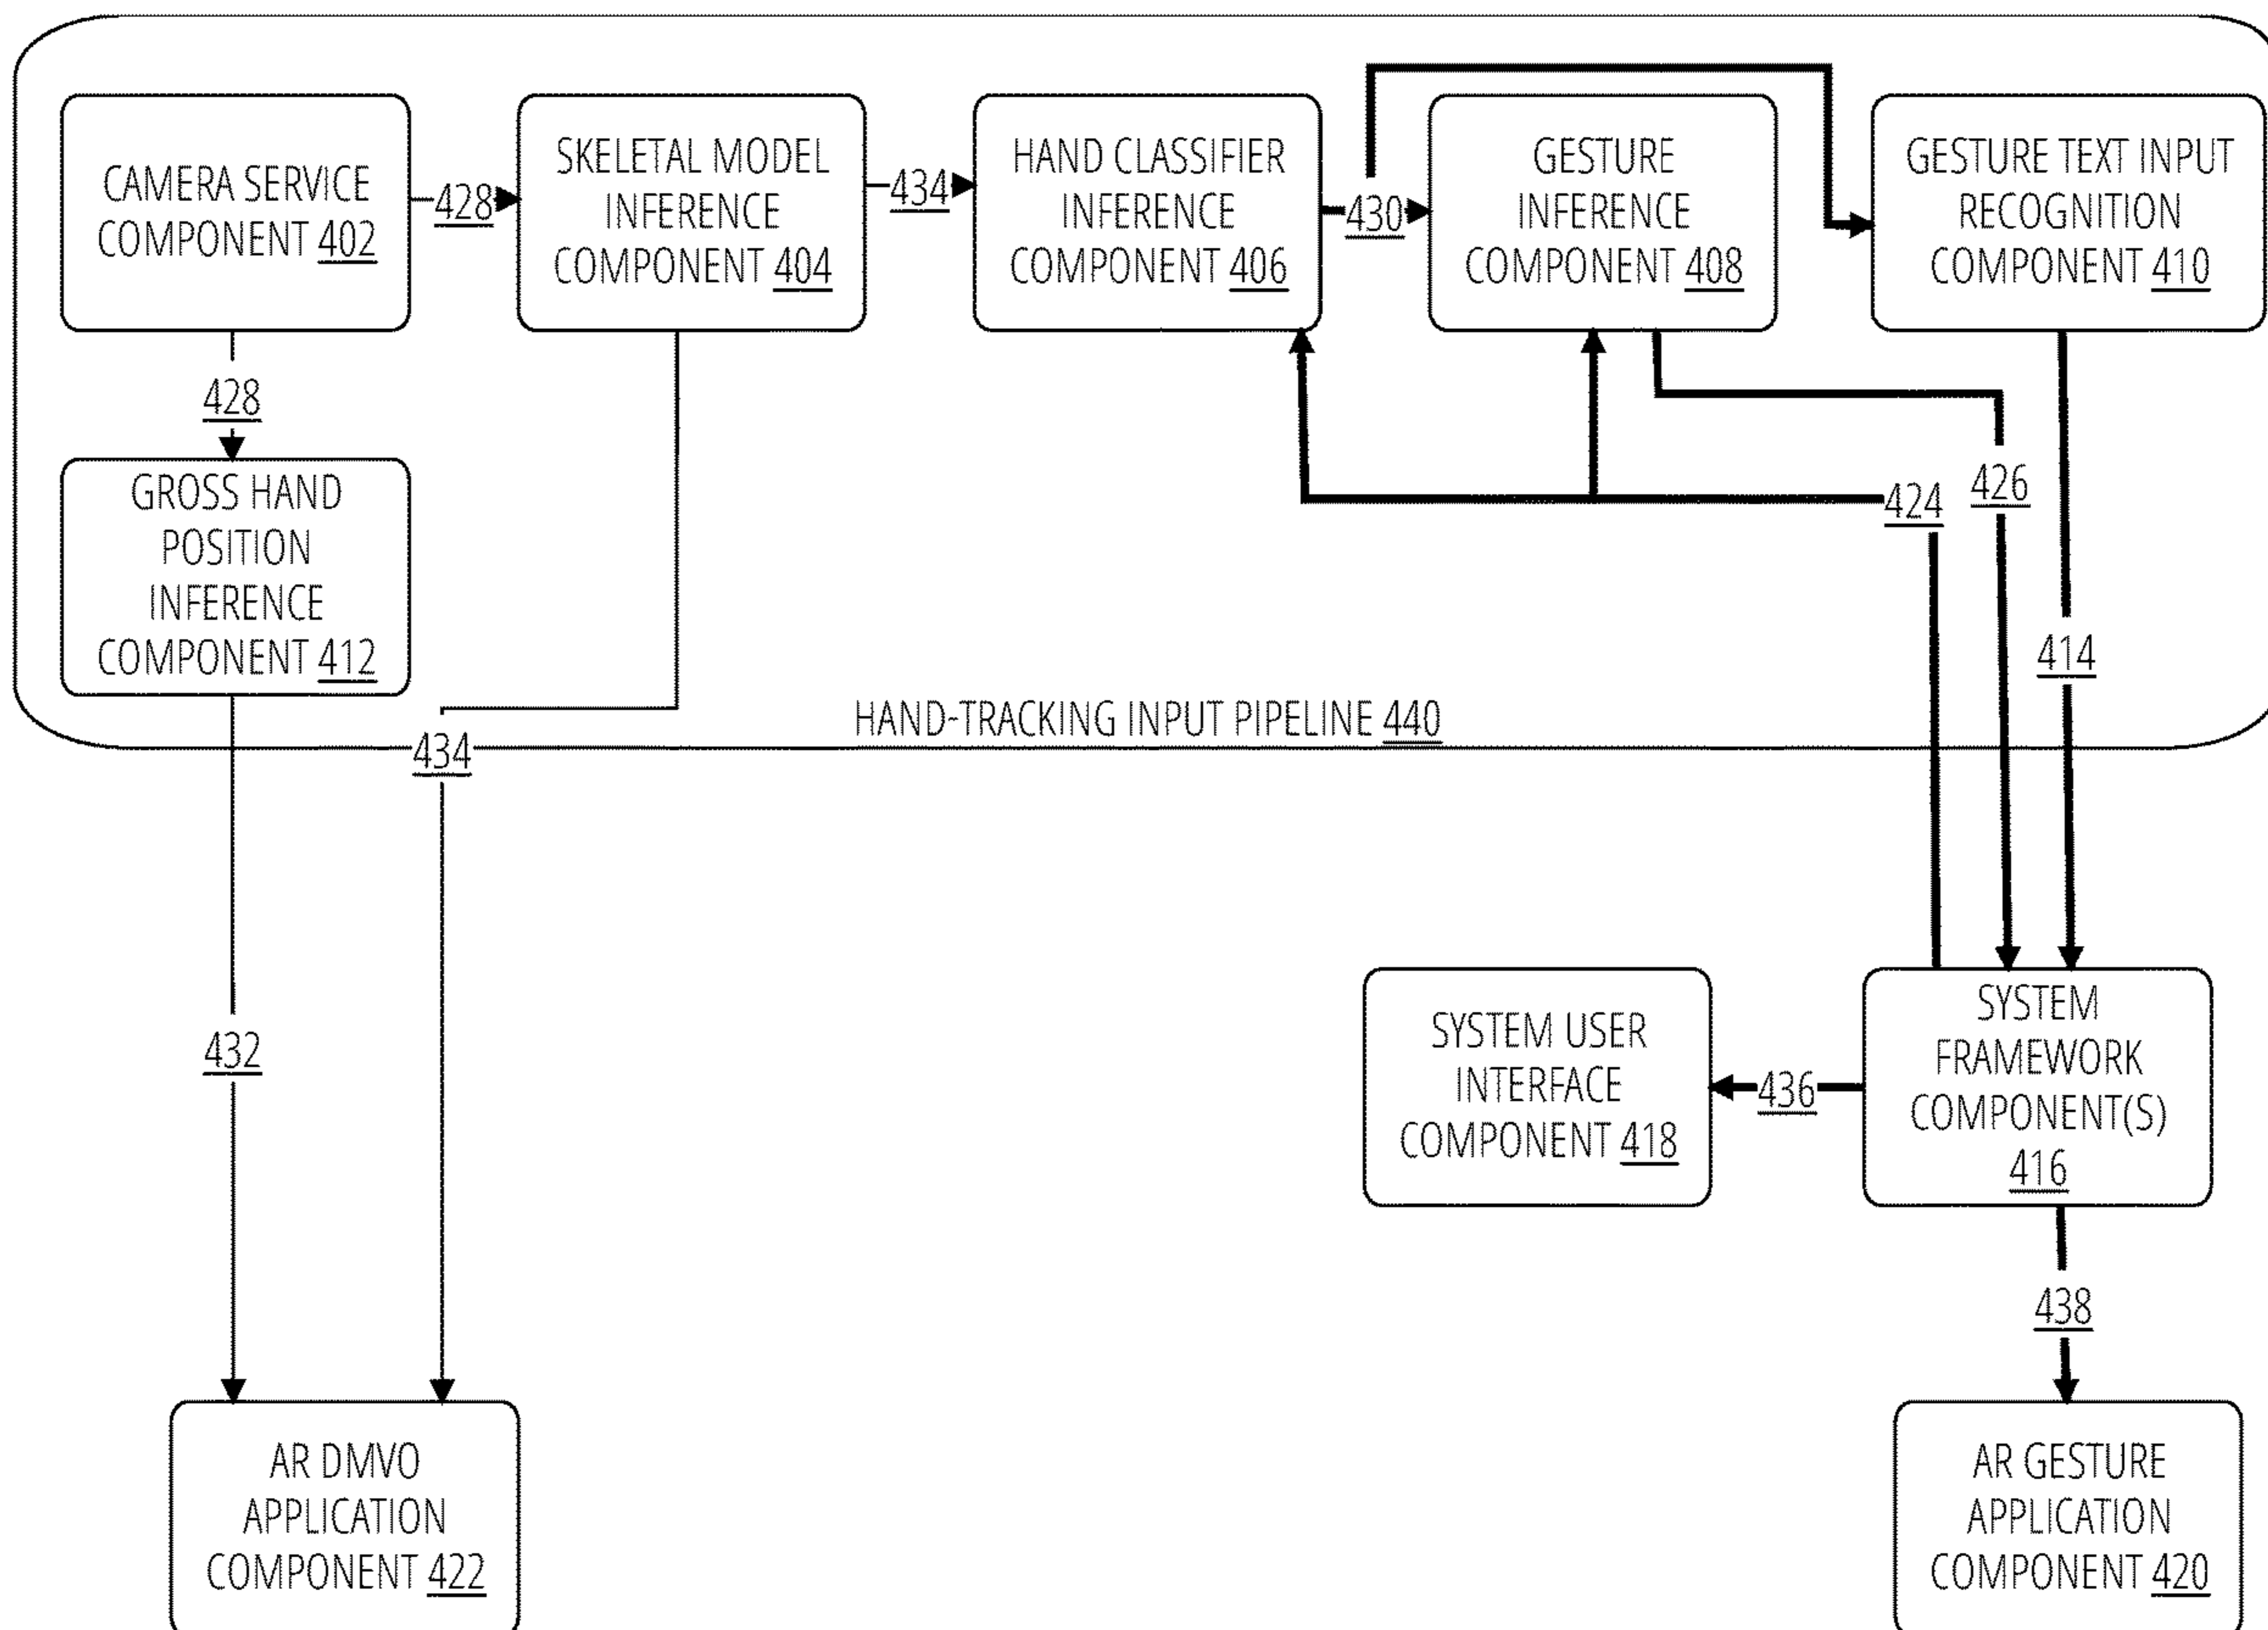 CAMERA SERVICE
COMPONENT 402
428
SKELETAL MODEL
INFERENCE
COMPONENT 404
434
HAND CLASSIFIER
INFERENCE
COMPONENT 406
430
GESTURE
INFERENCE
COMPONENT 408
GESTURE TEXT INPUT
RECOGNITION
COMPONENT 410
428
GROSS HAND
POSITION
INFERENCE
COMPONENT 412
424
426
414
HAND-TRACKING INPUT PIPELINE 440
434
432
SYSTEM USER
INTERFACE
COMPONENT 418
436
SYSTEM
FRAMEWORK
COMPONENT(S)
416
438
AR DMVO
APPLICATION
COMPONENT 422
AR GESTURE
APPLICATION
COMPONENT 420